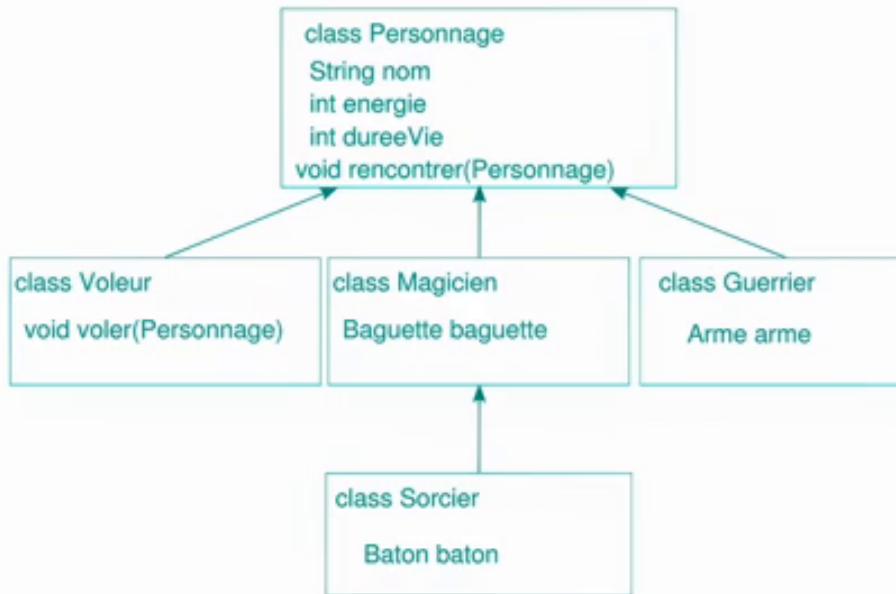 class Personnage
String nom
int energie
int dureeVie
void rencontrer(Personnage)
class Voleur
void voler(Personnage)
class Magicien
Baguette baguette
class Guerrier
Arme arme
class Sorcier
Baton baton